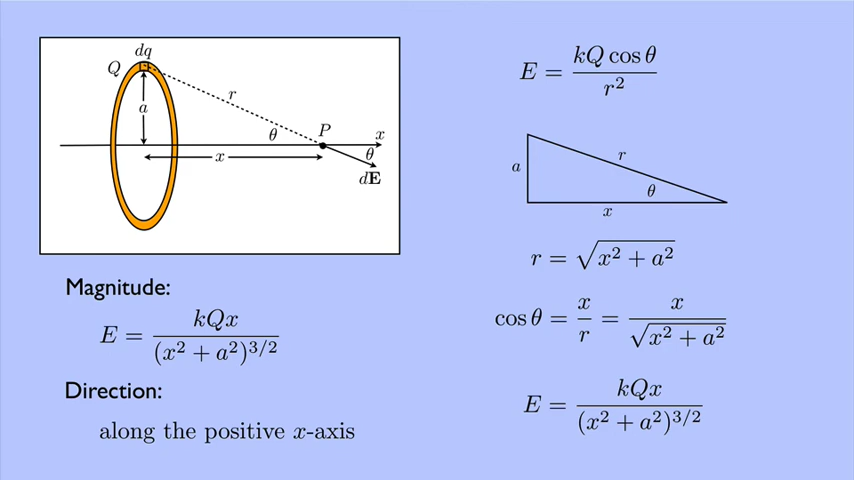 dq
Q
r
a
θ
P
x
θ
x
dE
Magnitude:
E = kQx / (x² + a²)^{3/2}
Direction:
along the positive x-axis
E = kQ cos θ / r²
a
r
θ
x
r = √(x² + a²)
cos θ = x / r = x / √(x² + a²)
E = kQx / (x² + a²)^{3/2}